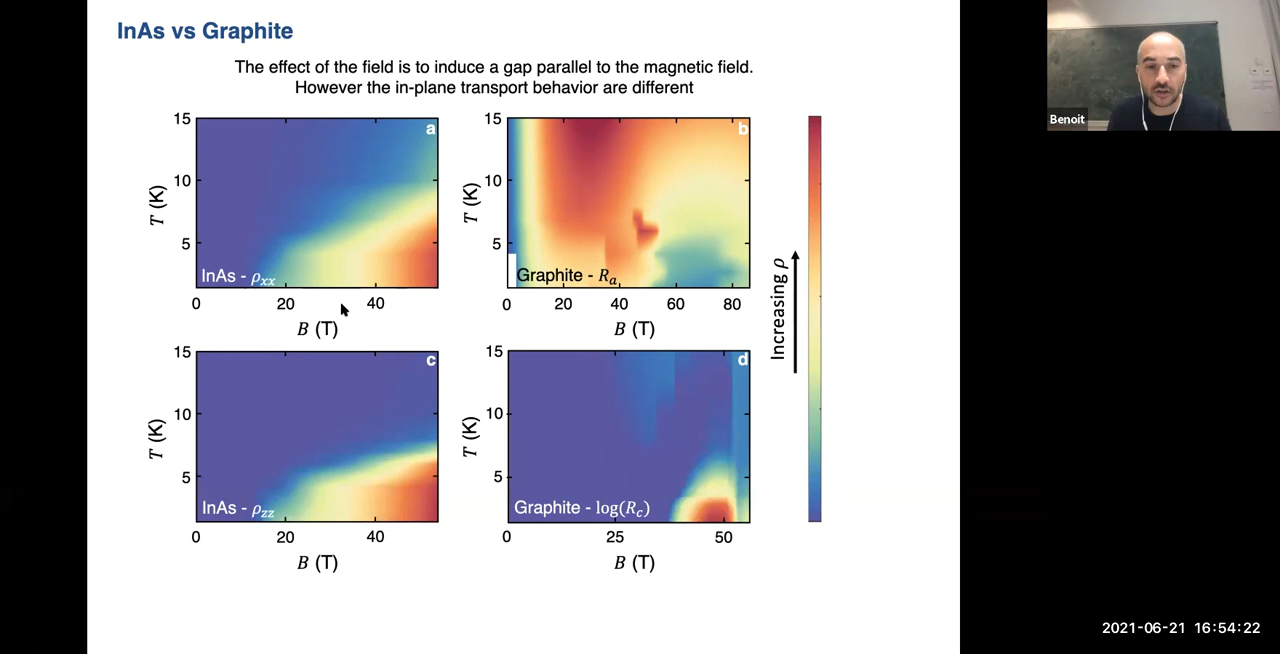 InAs vs Graphite
The effect of the field is to induce a gap parallel to the magnetic field.
However the in-plane transport behavior are different
15
10
5
T (K)
a
InAs - ρxx
0 20 40
B (T)
15
10
5
T (K)
b
Graphite - Ra
0 20 40 60 80
B (T)
Increasing ρ
15
10
5
T (K)
c
InAs - ρzz
0 20 40
B (T)
15
10
5
T (K)
d
Graphite - log(Rc)
0 25 50
B (T)
Benoit
2021-06-21 16:54:22